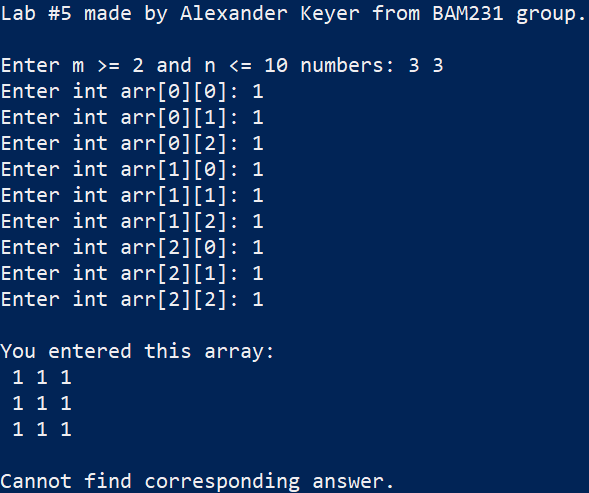 Lab #5 made by Alexander Keyer from BAM231 group.
Enter m >= 2 and n <= 10 numbers: 3 3
Enter int arr[0][0]: 1
Enter int arr[0][1]: 1
Enter int arr[0][2]: 1
Enter int arr[1][0]: 1
Enter int arr[1][1]: 1
Enter int arr[1][2]: 1
Enter int arr[2][0]: 1
Enter int arr[2][1]: 1
Enter int arr[2][2]: 1
You entered this array:
1 1 1
1 1 1
1 1 1
Cannot find corresponding answer.